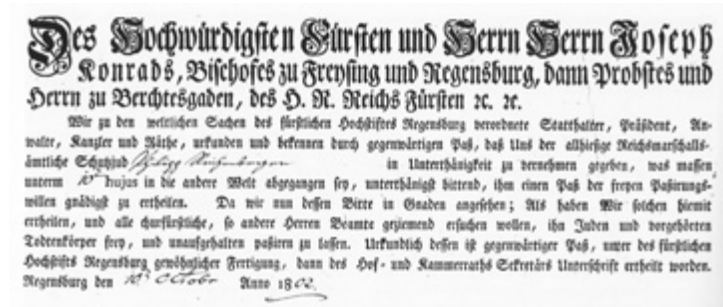 Des Hochwürdigsten Fürsten und Herrn Herrn Joseph
Konrads, Bischofes zu Freysing und Regensburg, dann Probstes und
Herrn zu Berchtesgaden, des H. R. Reichs Fürsten ꝛc. ꝛc.
Wir zu den weltlichen Sachen des fürstlichen Hochstiftes Regensburg verordnete Statthalter, Präsident, An-
walte, Kanzler und Räthe, urkunden und bekennen durch gegenwärtigen Paß, daß Uns der allhiesige Reichsmarschall-
ämtliche Schutzjud Philipp in Unterthänigkeit zu vernehmen gegeben, was massen
unterm 10 hujus in die andere Welt abgegangen sey, unterthänigst bittend, ihm einen Paß der freyen Paßirungs-
willen gnädigst zu ertheilen. Da wir nun dessen Bitte in Gnaden angesehen; Als haben Wir solchen hiemit
ertheilen, und alle churfürstliche, so andere Herren Beamte geziemend ersuchen wollen, ihn Juden und vorgehörten
Todtenkörper frey, und unaufgehalten paßiren zu lassen. Urkundlich dessen ist gegenwärtiger Paß, unter des fürstlichen
Hochstifts Regensburg gewöhnlicher Fertigung, dann des Hof- und Kammerraths Sekretärs Unterschrift ertheilt worden.
Regensburg den 10 October Anno 1802